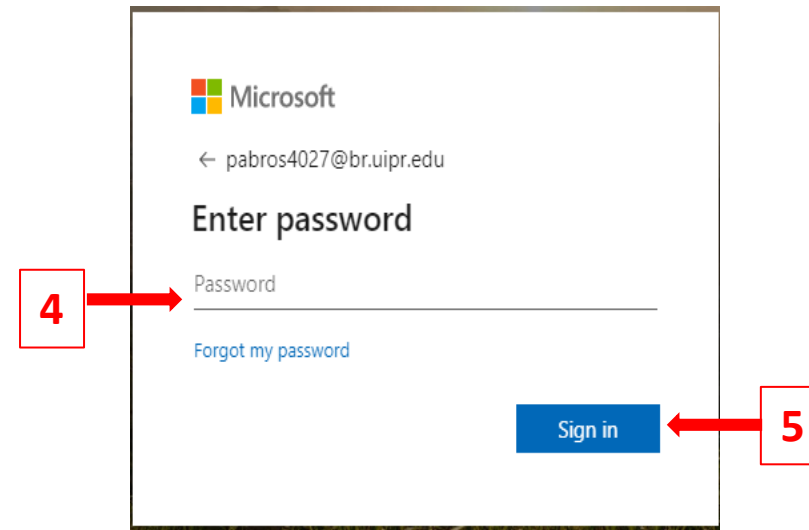 Microsoft
← pabros4027@br.uipr.edu
Enter password
Password
4
Forgot my password
Sign in
5